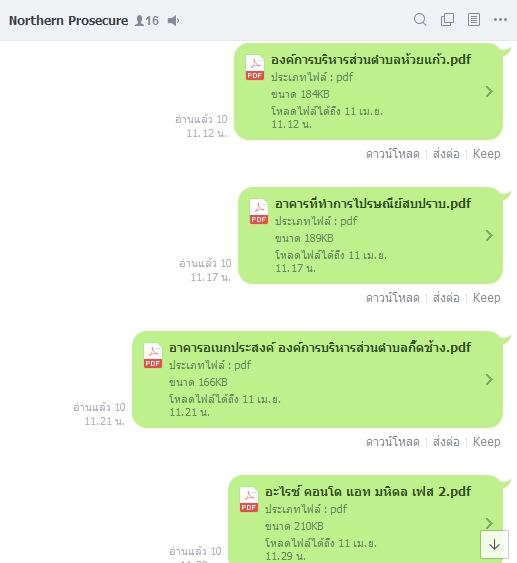 Northern Prosecure 16
องค์การบริหารส่วนตำบลห้วยแก้ว.pdf
PDF
ประเภทไฟล์ : pdf
ขนาด 184KB
โหลดไฟล์ได้ถึง 11 เม.ย.
11.12 น.
อ่านแล้ว 10
11.12 น.
ดาวน์โหลด | ส่งต่อ | Keep
อาคารที่ทำการไปรษณีย์สบปราบ.pdf
PDF
ประเภทไฟล์ : pdf
ขนาด 189KB
โหลดไฟล์ได้ถึง 11 เม.ย.
11.17 น.
อ่านแล้ว 10
11.17 น.
ดาวน์โหลด | ส่งต่อ | Keep
อาคารอเนกประสงค์ องค์การบริหารส่วนตำบลกื้ดช้าง.pdf
PDF
ประเภทไฟล์ : pdf
ขนาด 166KB
โหลดไฟล์ได้ถึง 11 เม.ย.
11.21 น.
อ่านแล้ว 10
11.21 น.
ดาวน์โหลด | ส่งต่อ | Keep
อะไรซ์ คอนโด แอท มหิดล เฟส 2.pdf
PDF
ประเภทไฟล์ : pdf
ขนาด 210KB
โหลดไฟล์ได้ถึง 11 เม.ย.
11.29 น.
อ่านแล้ว 10